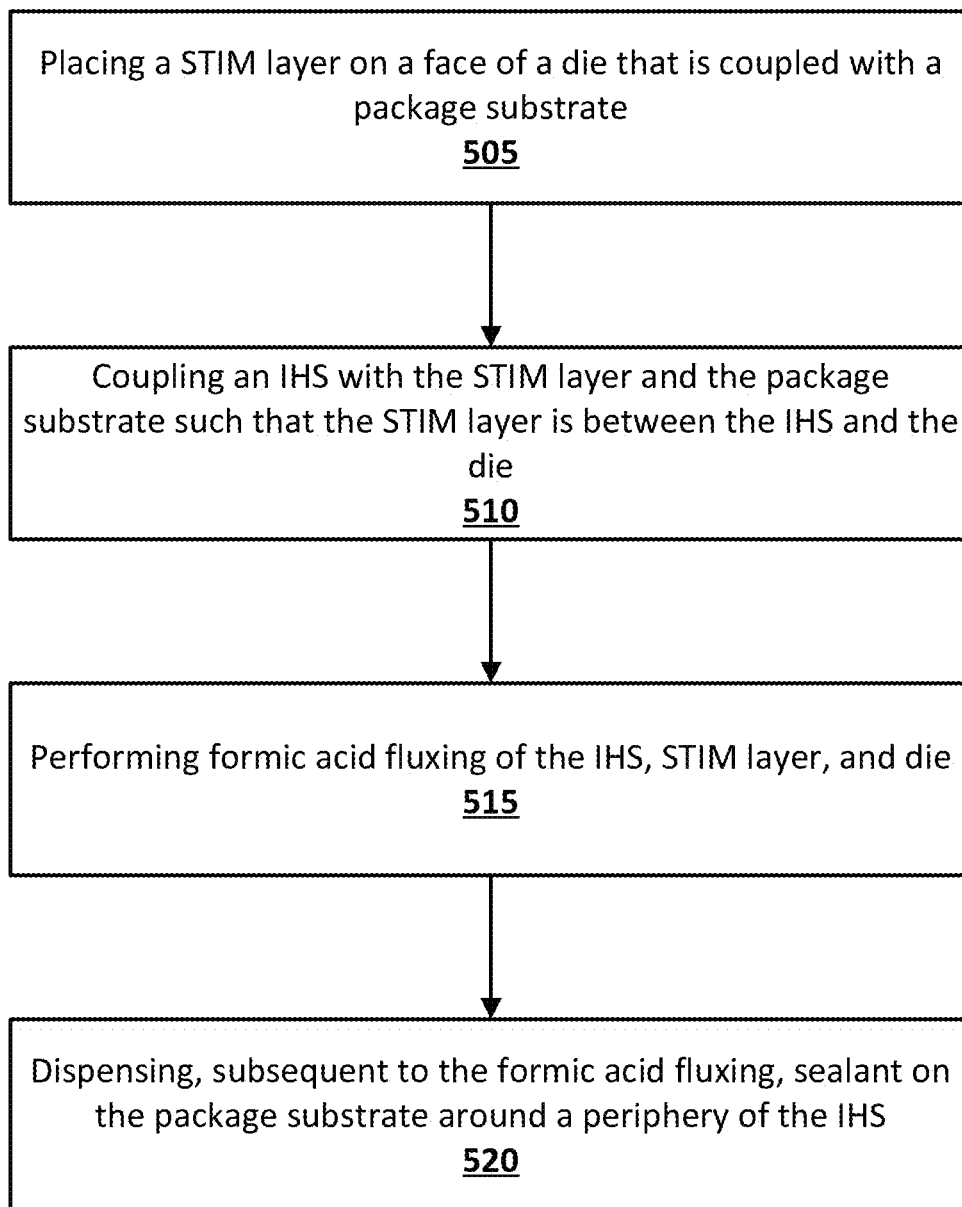 Placing a STIM layer on a face of a die that is coupled with a
package substrate
505
Coupling an IHS with the STIM layer and the package
substrate such that the STIM layer is between the IHS and the
die
510
Performing formic acid fluxing of the IHS, STIM layer, and die
515
Dispensing, subsequent to the formic acid fluxing, sealant on
the package substrate around a periphery of the IHS
520